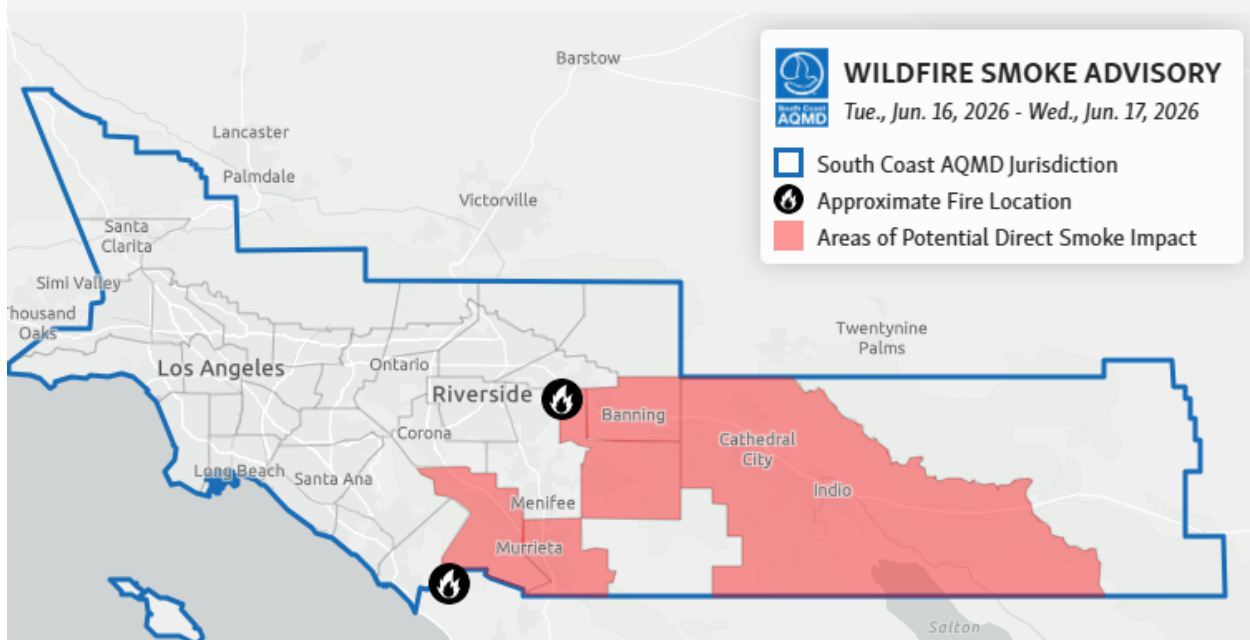 Barstow
WILDFIRE SMOKE ADVISORY
South Coast
AQMD
Tue., Jun. 16, 2026 - Wed., Jun. 17, 2026
South Coast AQMD Jurisdiction
Approximate Fire Location
Areas of Potential Direct Smoke Impact
Lancaster
Palmdale
Victorville
Santa
Clarita
Simi Valley
Thousand
Oaks
Twentynine
Palms
Los Angeles
Ontario
Riverside
Banning
Corona
Cathedral
City
Long Beach
Santa Ana
Indio
Menifee
Murrieta
Salton